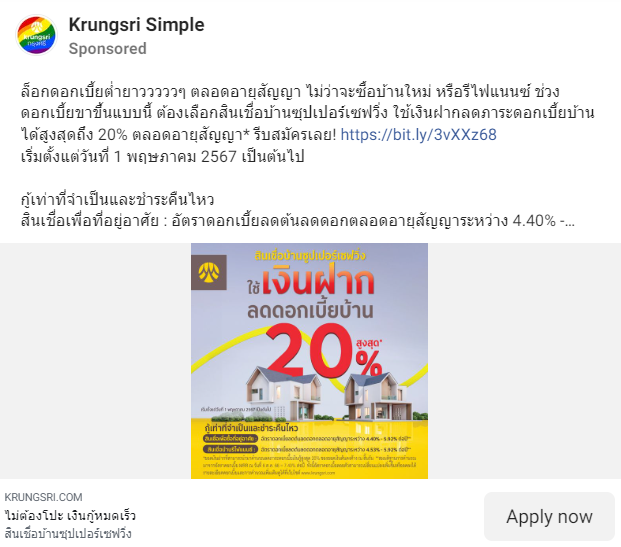 Krungsri Simple
Sponsored
krungsri
กรุงศรี
ล็อกดอกเบี้ยต่ำยาวววววๆ ตลอดอายุสัญญา ไม่ว่าจะซื้อบ้านใหม่ หรือรีไฟแนนซ์ ช่วง
ดอกเบี้ยขาขึ้นแบบนี้ ต้องเลือกสินเชื่อบ้านซุปเปอร์เซฟวิ่ง ใช้เงินฝากลดภาระดอกเบี้ยบ้าน
ได้สูงสุดถึง 20% ตลอดอายุสัญญา* รีบสมัครเลย! https://bit.ly/3vXXz68
เริ่มตั้งแต่วันที่ 1 พฤษภาคม 2567 เป็นต้นไป
กู้เท่าที่จำเป็นและชำระคืนไหว
สินเชื่อเพื่อที่อยู่อาศัย : อัตราดอกเบี้ยลดต้นลดดอกตลอดอายุสัญญาระหว่าง 4.40% -...
สินเชื่อบ้านซุปเปอร์เซฟวิ่ง
ใช้เงินฝาก
ลดดอกเบี้ยบ้าน
สูงสุด*
20%
กู้เท่าที่จำเป็นและชำระคืนไหว
KRUNGSRI.COM
ไม่ต้องโปะ เงินกู้หมดเร็ว
สินเชื่อบ้านซุปเปอร์เซฟวิ่ง
Apply now